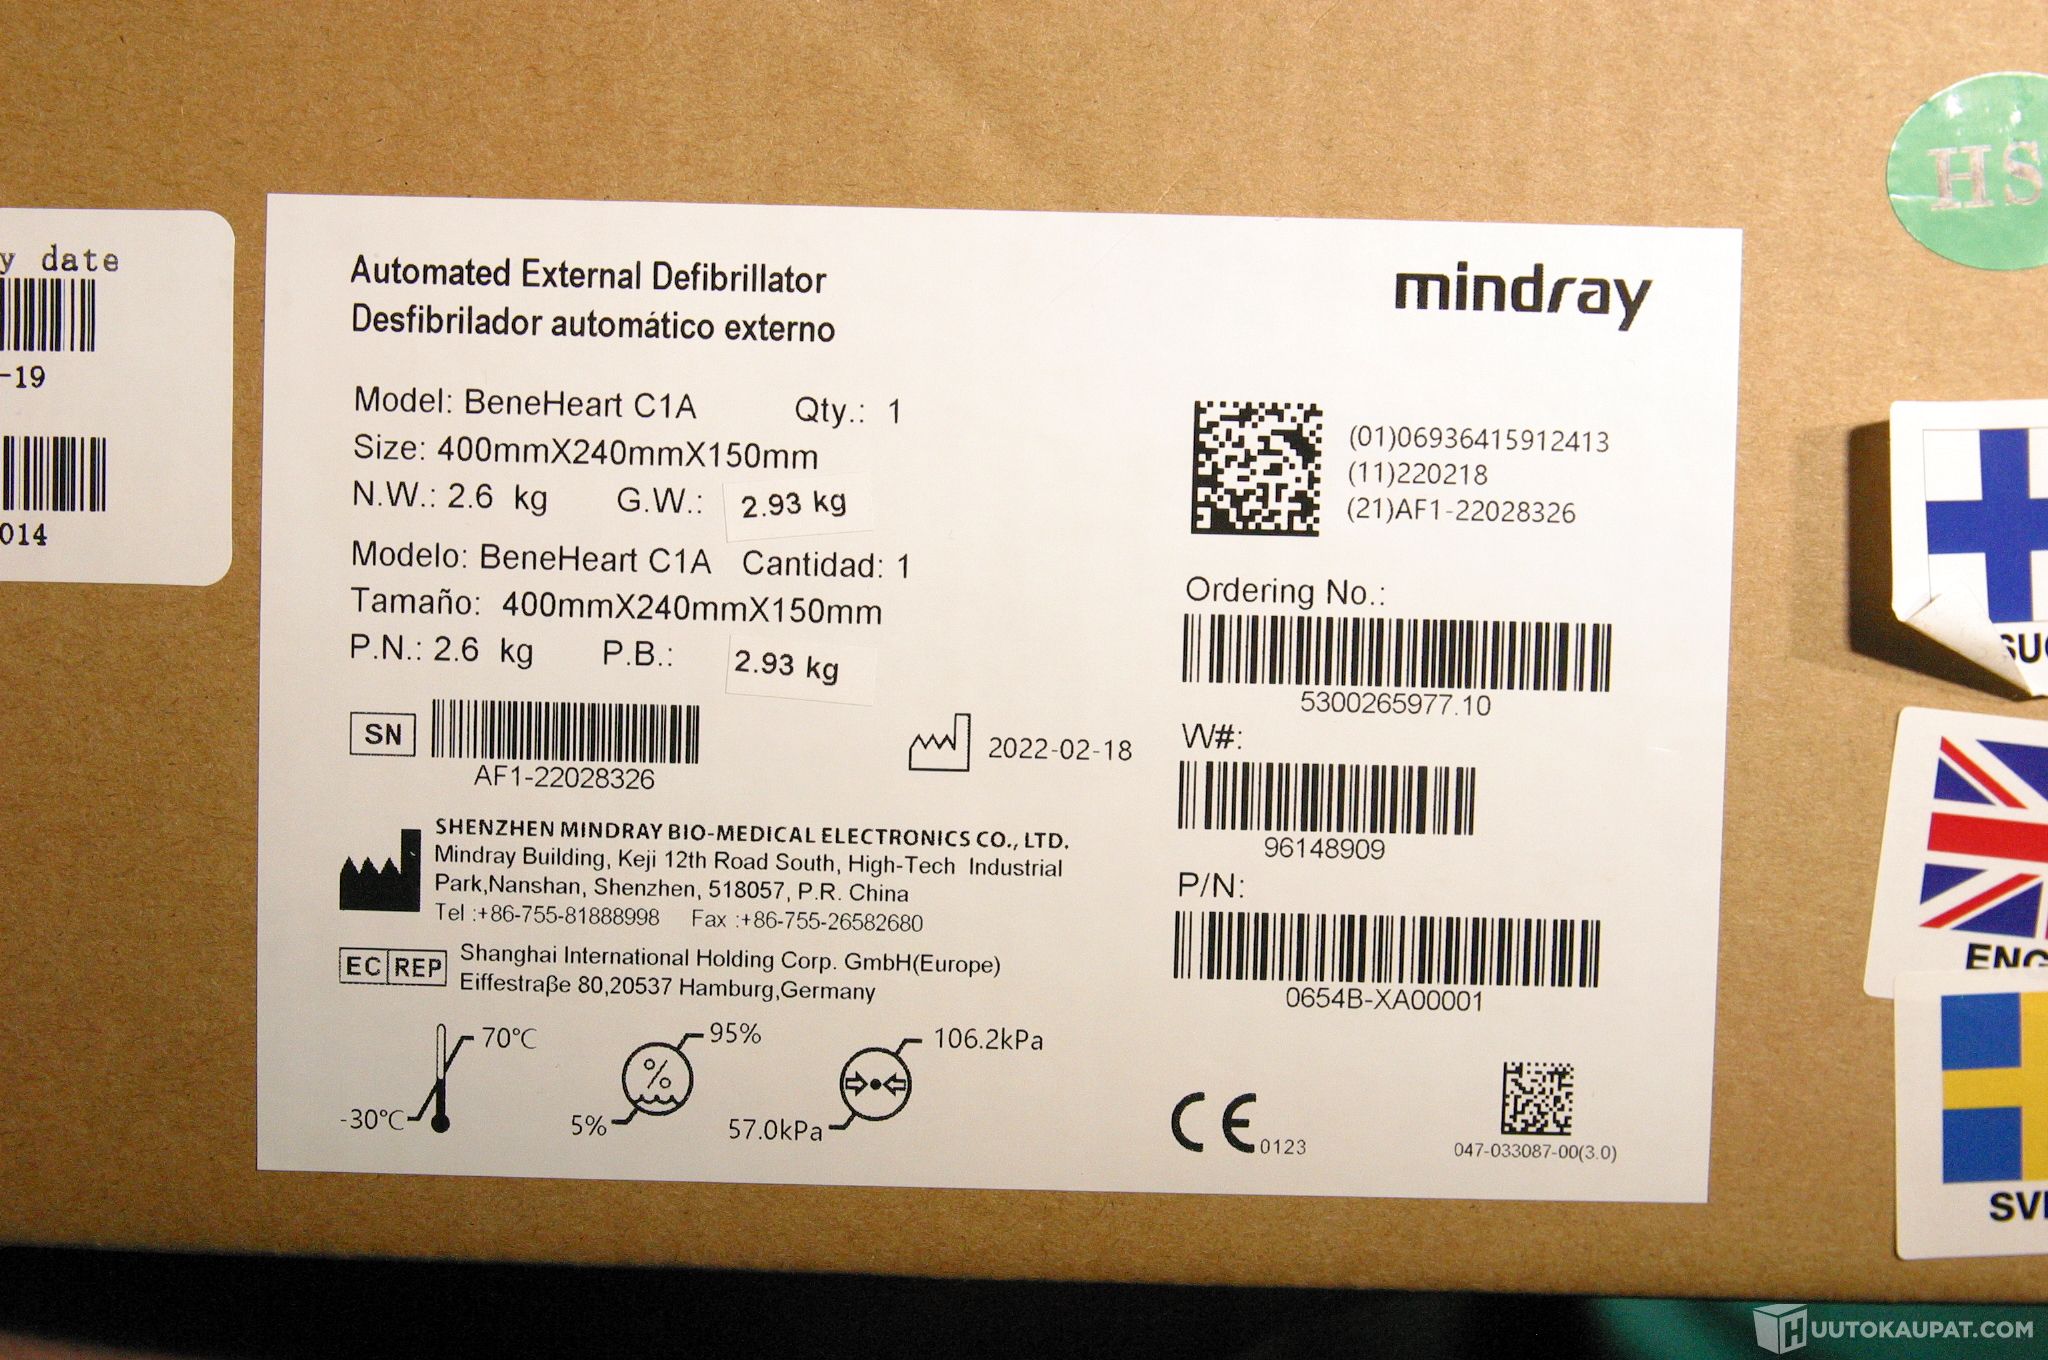 y date
-19
014
Automated External Defibrillator
Desfibrilador automático externo
mindray
Model: BeneHeart C1A Qty.: 1
Size: 400mmX240mmX150mm
N.W.: 2.6 kg G.W.: 2.93 kg
Modelo: BeneHeart C1A Cantidad: 1
Tamaño: 400mmX240mmX150mm
P.N.: 2.6 kg P.B.: 2.93 kg
SN
AF1-22028326
2022-02-18
SHENZHEN MINDRAY BIO-MEDICAL ELECTRONICS CO., LTD.
Mindray Building, Keji 12th Road South, High-Tech Industrial
Park,Nanshan, Shenzhen, 518057, P.R. China
Tel :+86-755-81888998 Fax :+86-755-26582680
EC REP
Shanghai International Holding Corp. GmbH(Europe)
Eiffestraße 80,20537 Hamburg,Germany
70°C
-30°C
%
95%
5%
106.2kPa
57.0kPa
(01)06936415912413
(11)220218
(21)AF1-22028326
Ordering No.:
5300265977.10
W#:
96148909
P/N:
0654B-XA00001
CE 0123
047-033087-00(3.0)
HS
SU
ENG
SV
HUUTOKAUPAT.COM